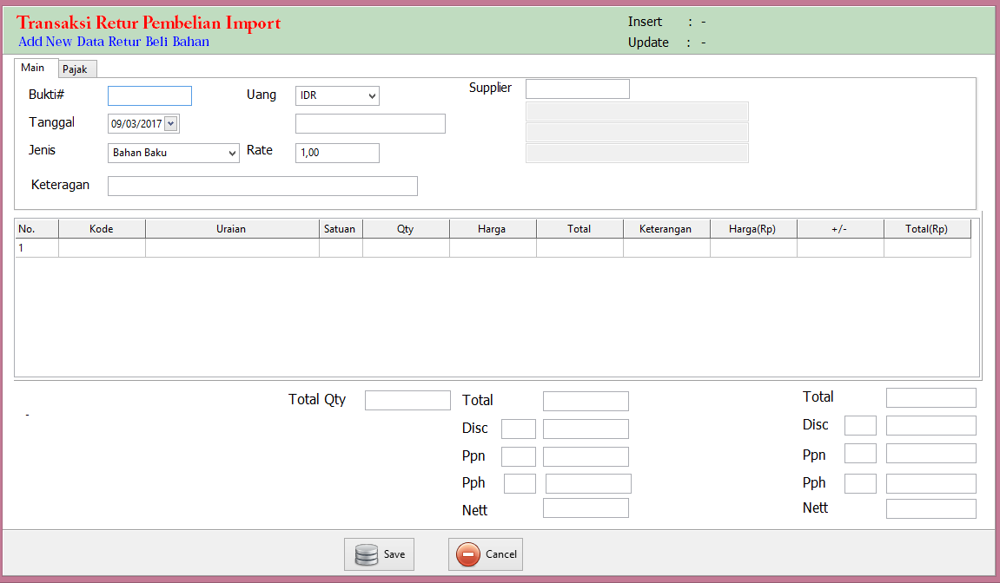 Transaksi Retur Pembelian Import
Add New Data Retur Beli Bahan
Insert : -
Update : -
Main Pajak
Bukti# Uang IDR Supplier
Tanggal 09/03/2017
Jenis Bahan Baku Rate 1,00
Keteragan
No. Kode Uraian Satuan Qty Harga Total Keterangan Harga(Rp) +/- Total(Rp)
1
Total Qty Total Total
-
Disc Disc
Ppn Ppn
Pph Pph
Nett Nett
Save Cancel